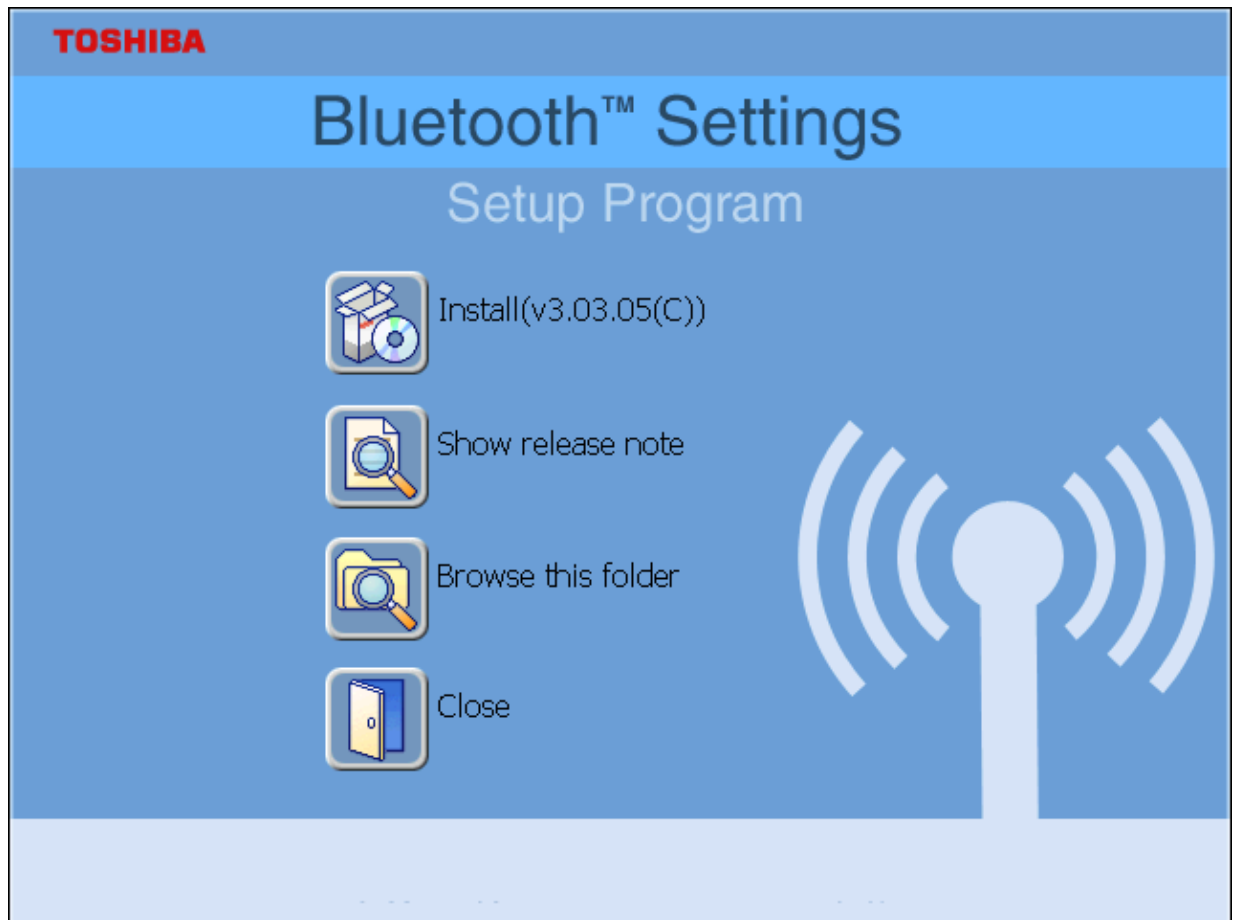 TOSHIBA
Bluetooth™ Settings
Setup Program
Install(v3.03.05(C))
Show release note
Browse this folder
Close